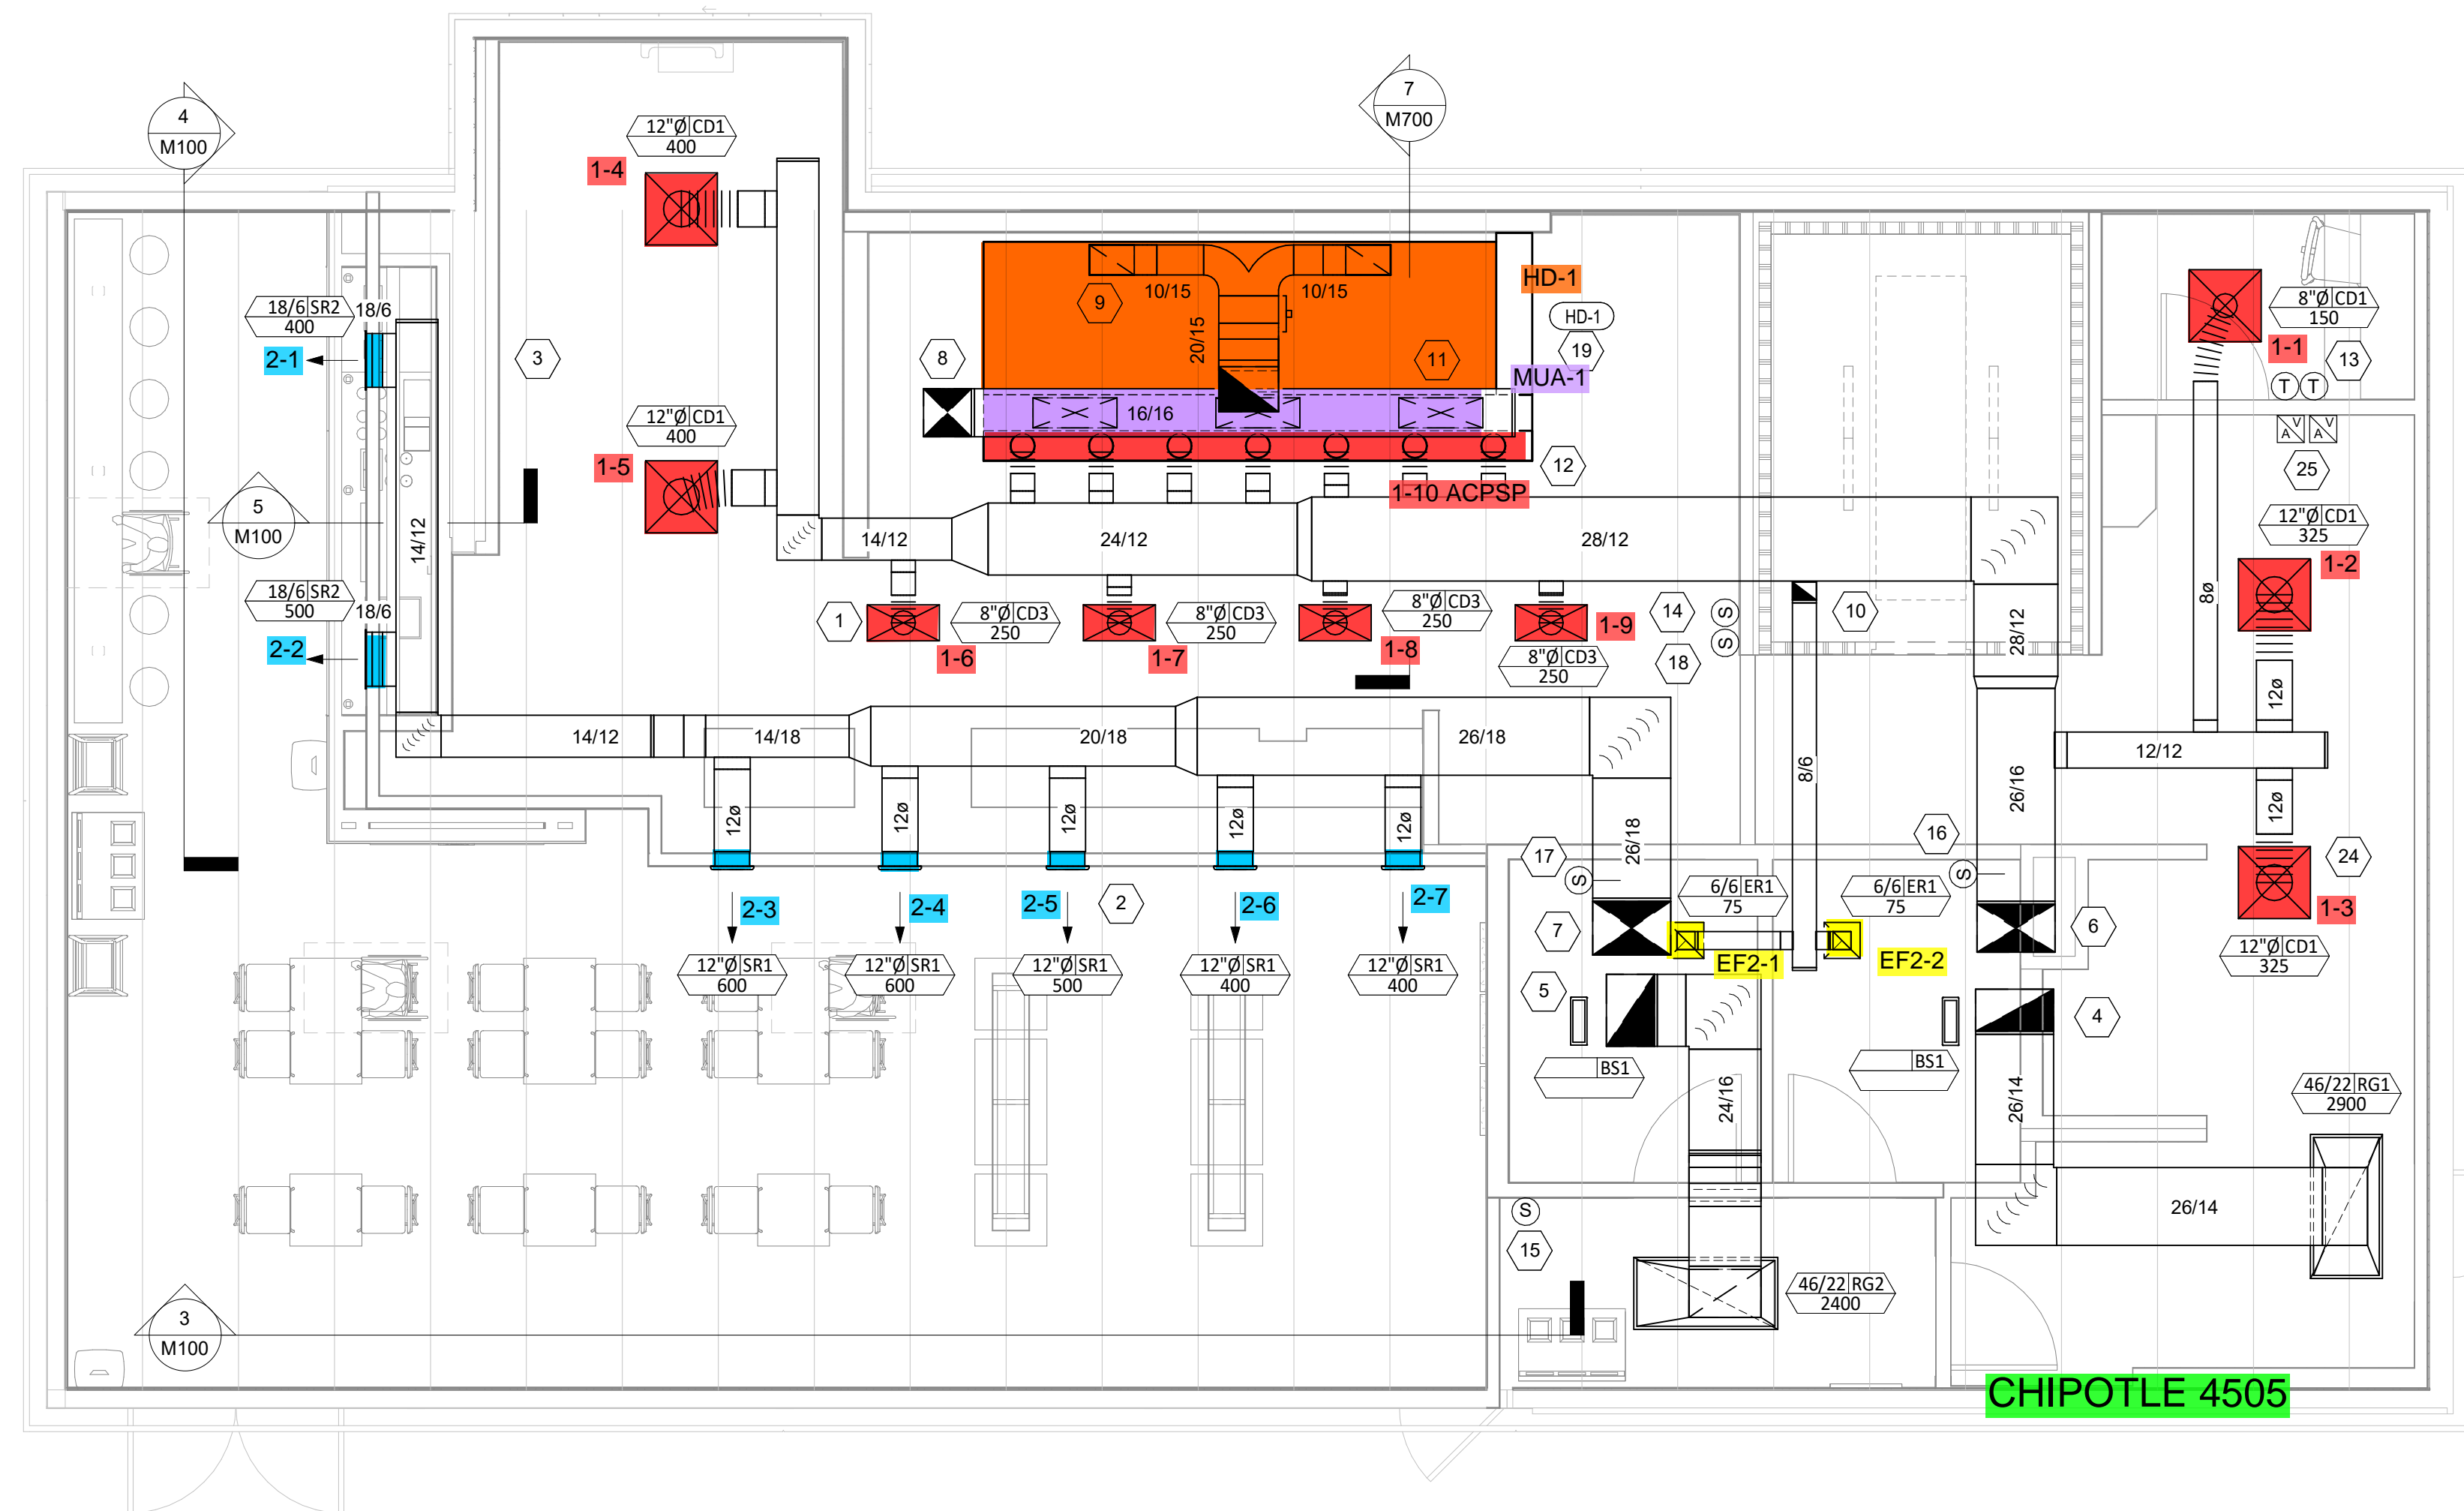 4
M100
12"Ø CD1
400
1-4
7
M700
18/6 SR2
400
18/6
2-1
3
12"Ø CD1
400
1-5
8
9
10/15
10/15
20/15
11
HD-1
HD-1
19
MUA-1
16/16
12
1-10 ACPSP
8"Ø CD1
150
1-1
13
T
T
A V
A V
25
5
M100
14/12
14/12
24/12
28/12
12"Ø CD1
325
1-2
18/6 SR2
500
18/6
2-2
1
8"Ø CD3
250
1-6
8"Ø CD3
250
1-7
8"Ø CD3
250
1-8
1-9
8"Ø CD3
250
14
S
S
18
10
28/12
8ø
12ø
14/12
14/18
20/18
26/18
8/6
26/16
12/12
12ø
12ø
12ø
12ø
12ø
12ø
26/18
17
S
16
S
24
6/6 ER1
75
6/6 ER1
75
1-3
12"Ø CD1
325
2-3
2-4
2-5
2
2-6
2-7
7
6
EF2-1
EF2-2
12"Ø SR1
600
12"Ø SR1
600
12"Ø SR1
500
12"Ø SR1
400
12"Ø SR1
400
5
4
BS1
BS1
24/16
26/14
46/22 RG1
2900
26/14
S
15
46/22 RG2
2400
3
M100
CHIPOTLE 4505